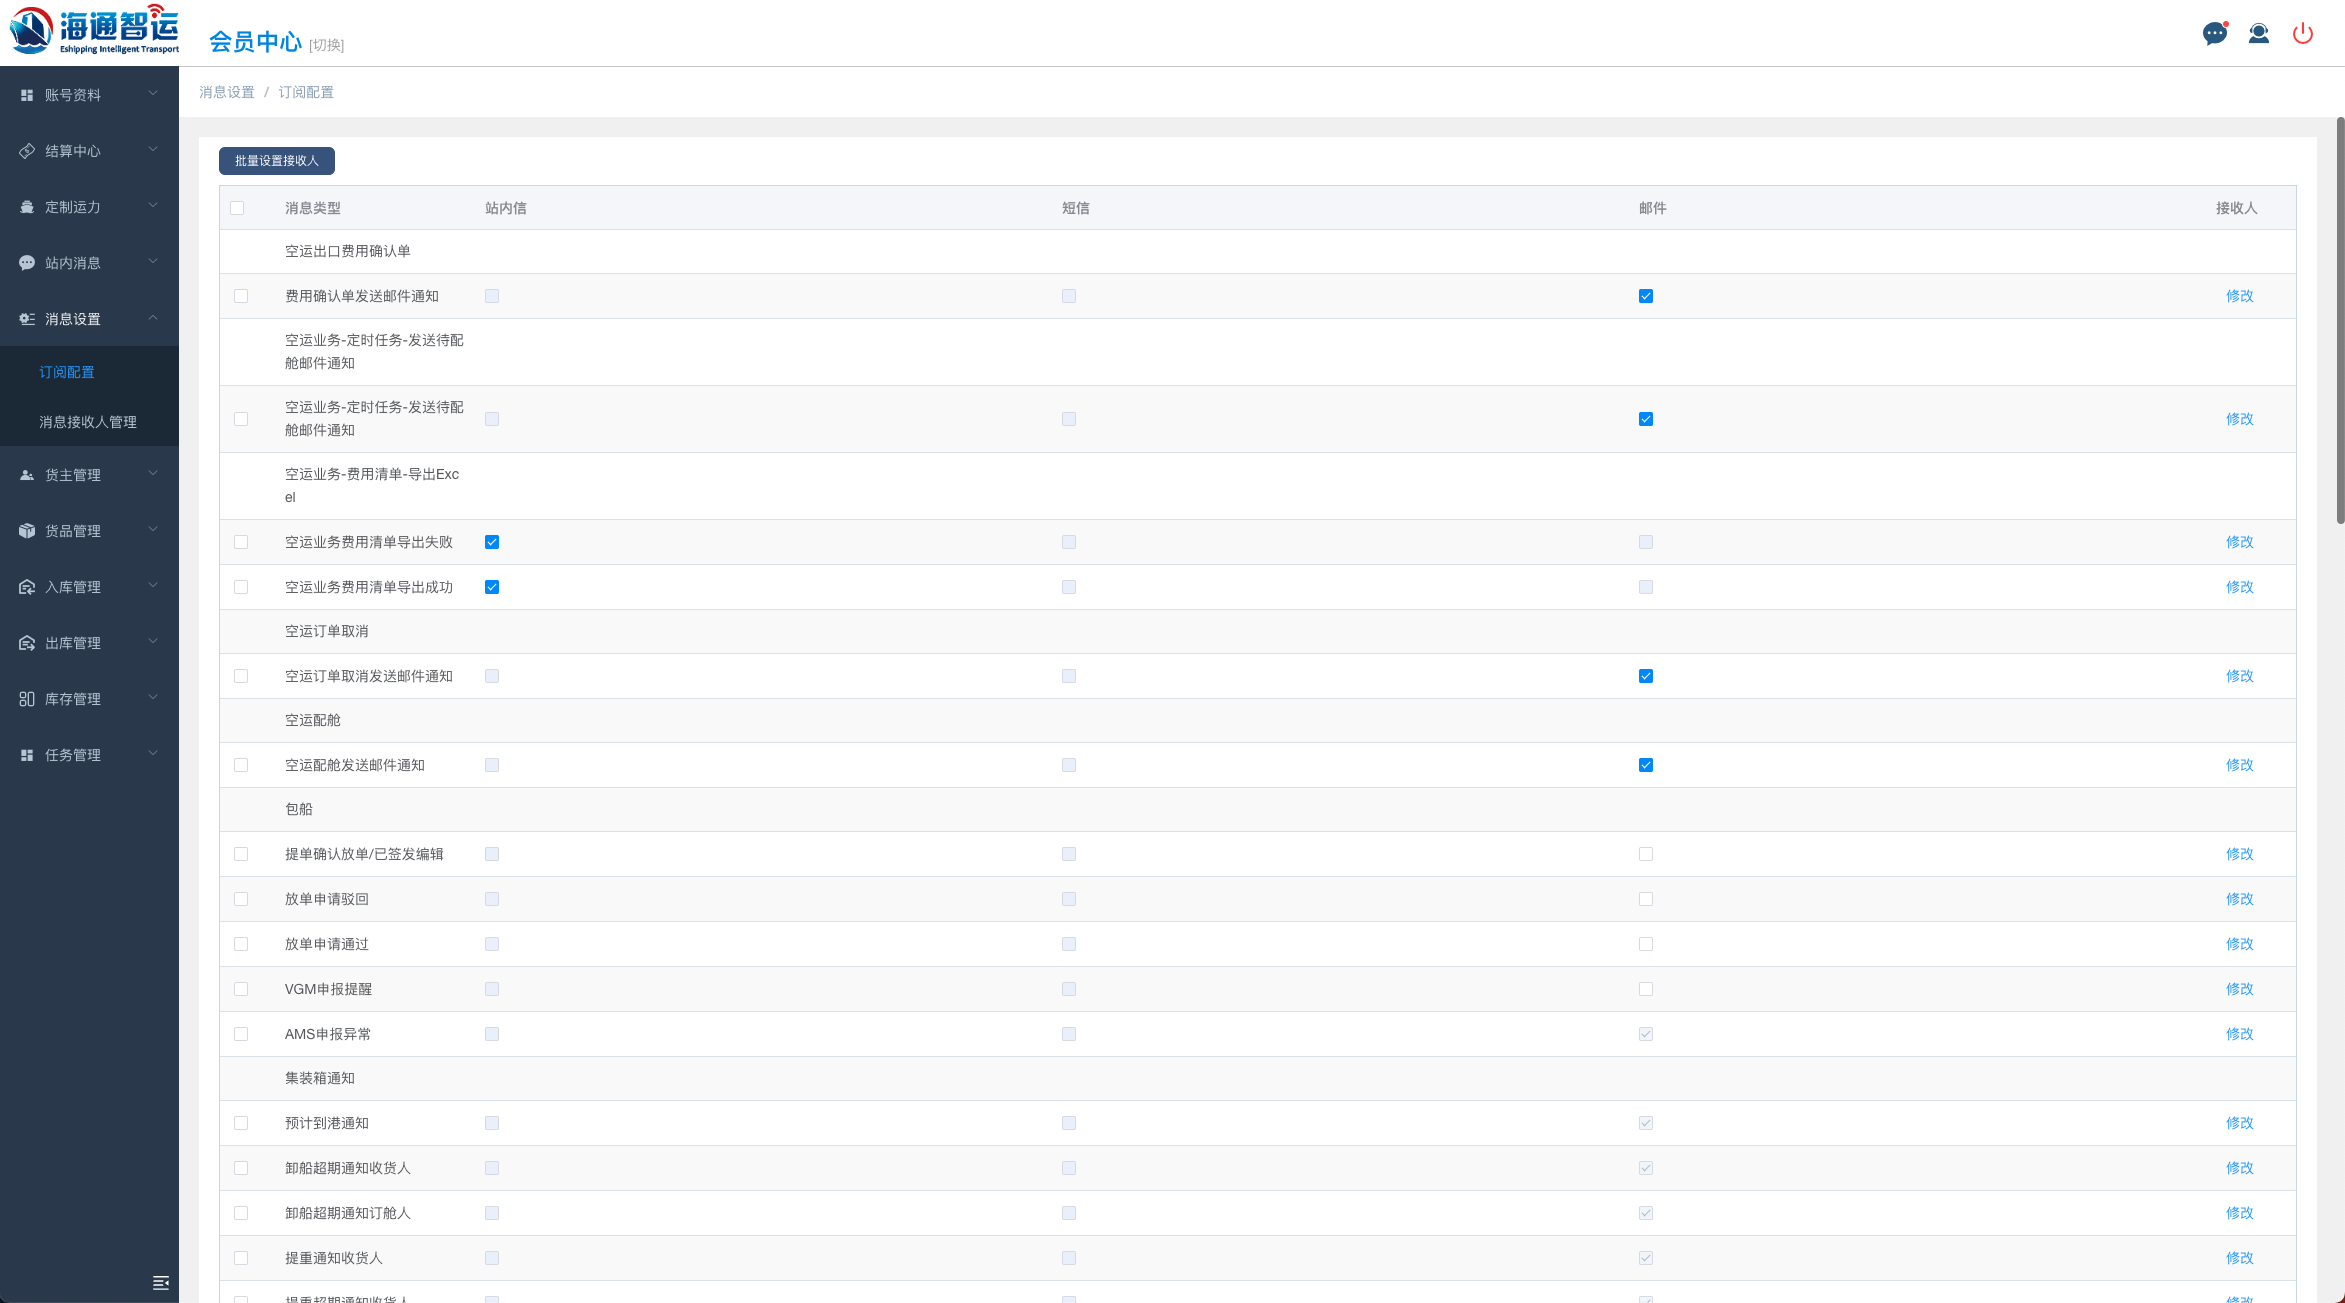 海通智运
Eshipping Intelligent Transport
会员中心 [切换]
账号资料
结算中心
定制运力
站内消息
消息设置
订阅配置
消息接收人管理
货主管理
货品管理
入库管理
出库管理
库存管理
任务管理
消息设置 / 订阅配置
批量设置接收人
消息类型 站内信 短信 邮件 接收人
空运出口费用确认单
费用确认单发送邮件通知 修改
空运业务-定时任务-发送待配
舱邮件通知
空运业务-定时任务-发送待配
舱邮件通知 修改
空运业务-费用清单-导出Exc
el
空运业务费用清单导出失败 修改
空运业务费用清单导出成功 修改
空运订单取消
空运订单取消发送邮件通知 修改
空运配舱
空运配舱发送邮件通知 修改
包船
提单确认放单/已签发编辑 修改
放单申请驳回 修改
放单申请通过 修改
VGM申报提醒 修改
AMS申报异常 修改
集装箱通知
预计到港通知 修改
卸船超期通知收货人 修改
卸船超期通知订舱人 修改
提重通知收货人 修改
提重超期通知收货人 修改